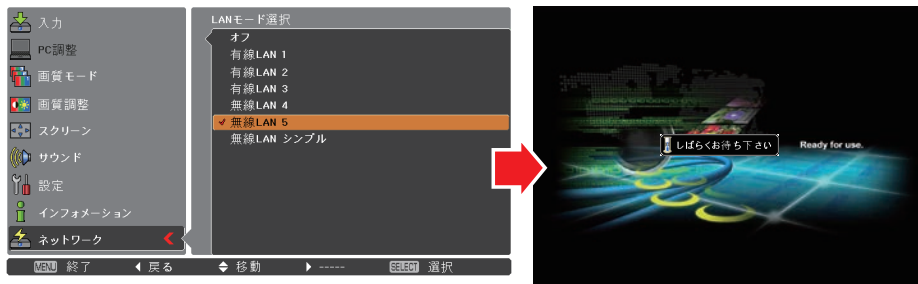 入力
PC調整
画質モード
画質調整
スクリーン
サウンド
設定
インフォメーション
ネットワーク
LANモード選択
オフ
有線LAN 1
有線LAN 2
有線LAN 3
無線LAN 4
無線LAN 5
無線LAN シンプル
MENU 終了 戻る 移動 ----- SELECT 選択
しばらくお待ち下さい
Ready for use.